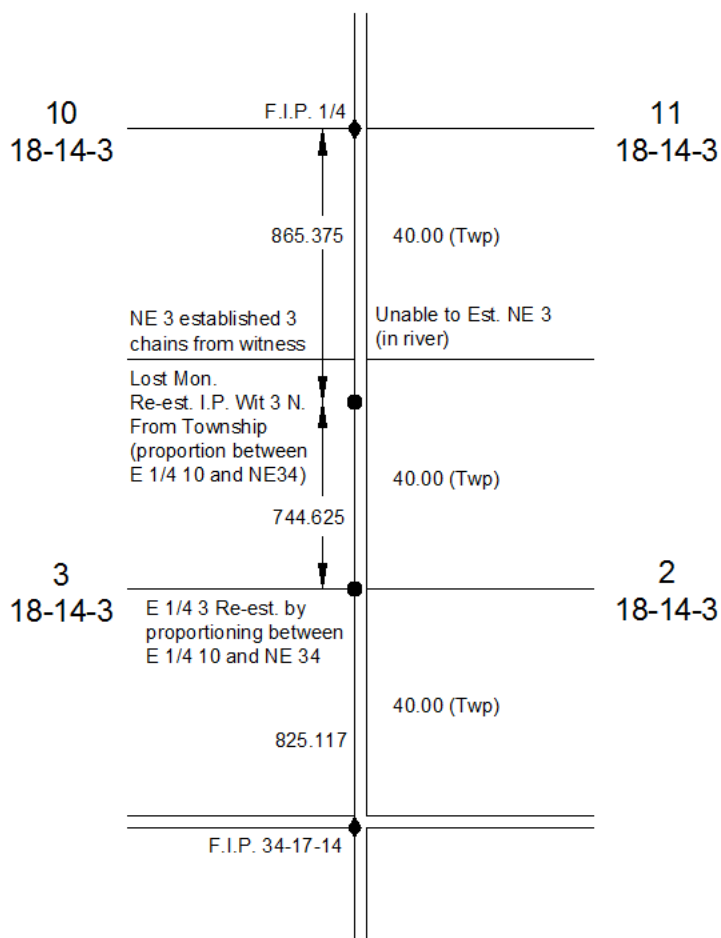 F.I.P. 1/4
10
18-14-3
11
18-14-3
865.375
40.00 (Twp)
NE 3 established 3
chains from witness
Unable to Est. NE 3
(in river)
Lost Mon.
Re-est. I.P. Wit 3 N.
From Township
(proportion between
E 1/4 10 and NE34)
40.00 (Twp)
744.625
3
18-14-3
2
18-14-3
E 1/4 3 Re-est. by
proportioning between
E 1/4 10 and NE 34
40.00 (Twp)
825.117
F.I.P. 34-17-14